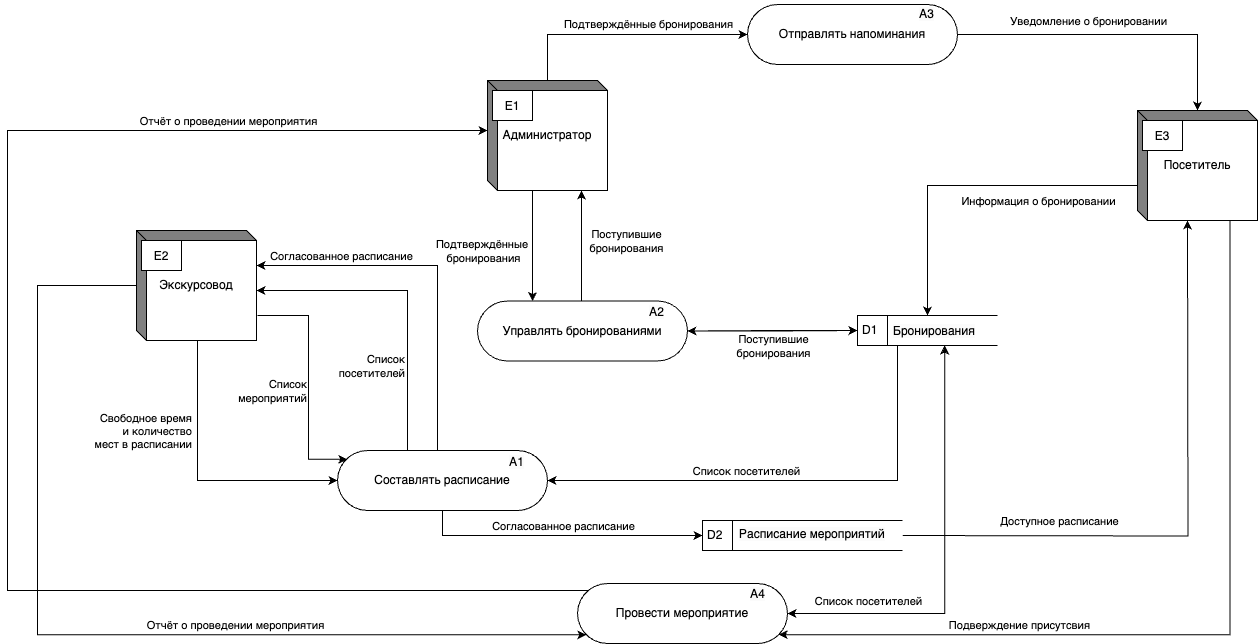 A3
Подтверждённые бронирования
Отправлять напоминания
Уведомление о бронировании
E1
Отчёт о проведении мероприятия
Администратор
E3
Посетитель
Информация о бронировании
E2
Экскурсовод
Согласованное расписание
Подтверждённые
бронирования
Поступившие
бронирования
A2
Управлять бронированиями
Поступившие
бронирования
D1
Бронирования
Список
посетителей
Список
мероприятий
Свободное время
и количество
мест в расписании
A1
Составлять расписание
Список посетителей
Согласованное расписание
D2
Расписание мероприятий
Доступное расписание
A4
Провести мероприятие
Список посетителей
Отчёт о проведении мероприятия
Подверждение присутсвия